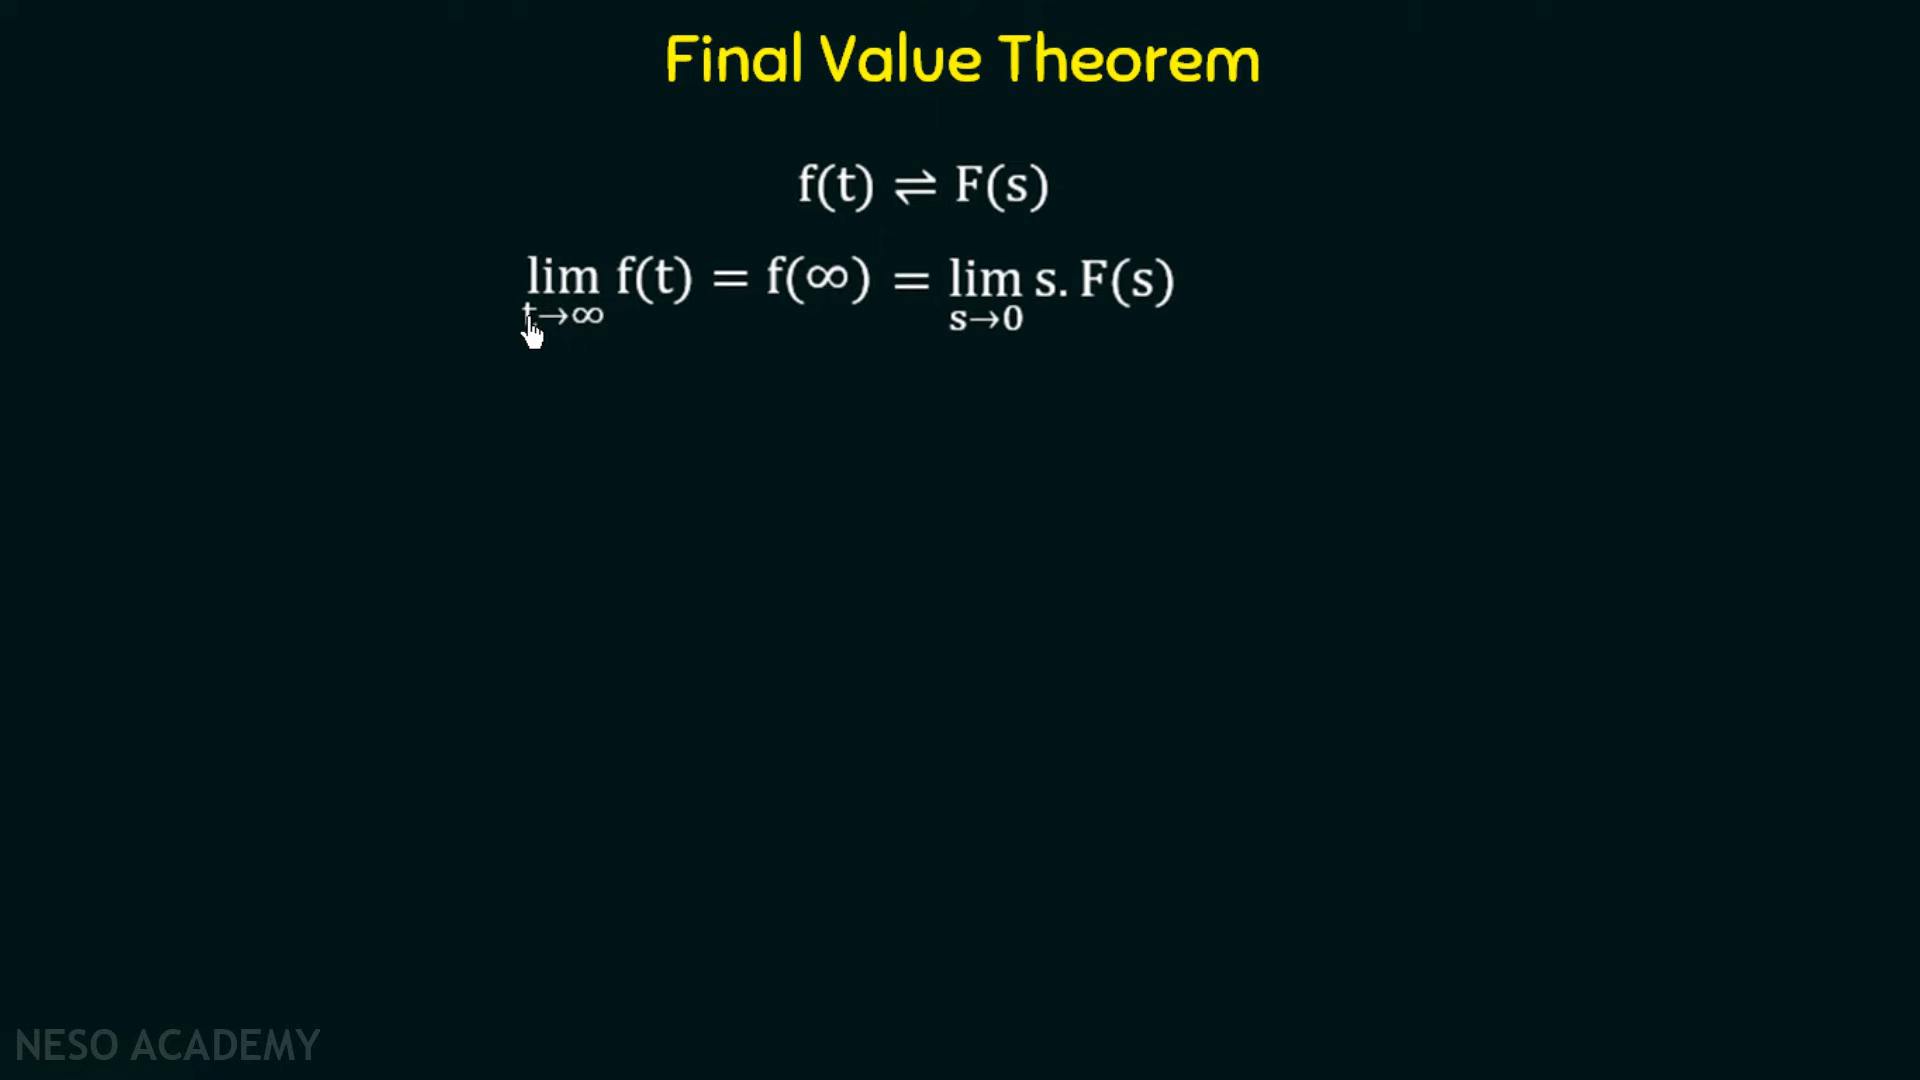 Final Value Theorem
f(t) ⇌ F(s)
lim f(t) = f(∞) = lim s. F(s)
t→∞ s→0
NESO ACADEMY